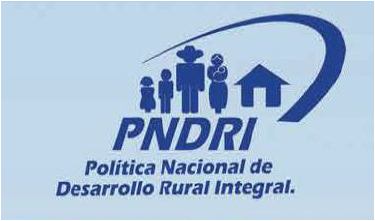 PNDRI
Política Nacional de
Desarrollo Rural Integral.